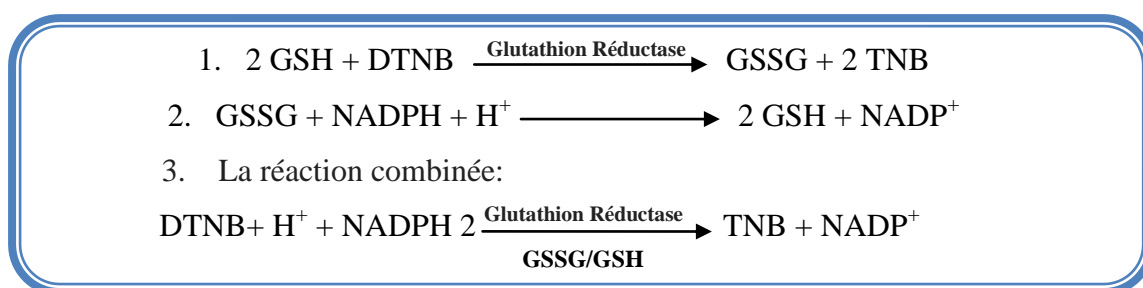 1. 2 GSH + DTNB Glutathion Réductase GSSG + 2 TNB
2. GSSG + NADPH + H⁺ 2 GSH + NADP⁺
3. La réaction combinée:
DTNB+ H⁺ + NADPH 2 Glutathion Réductase TNB + NADP⁺
GSSG/GSH